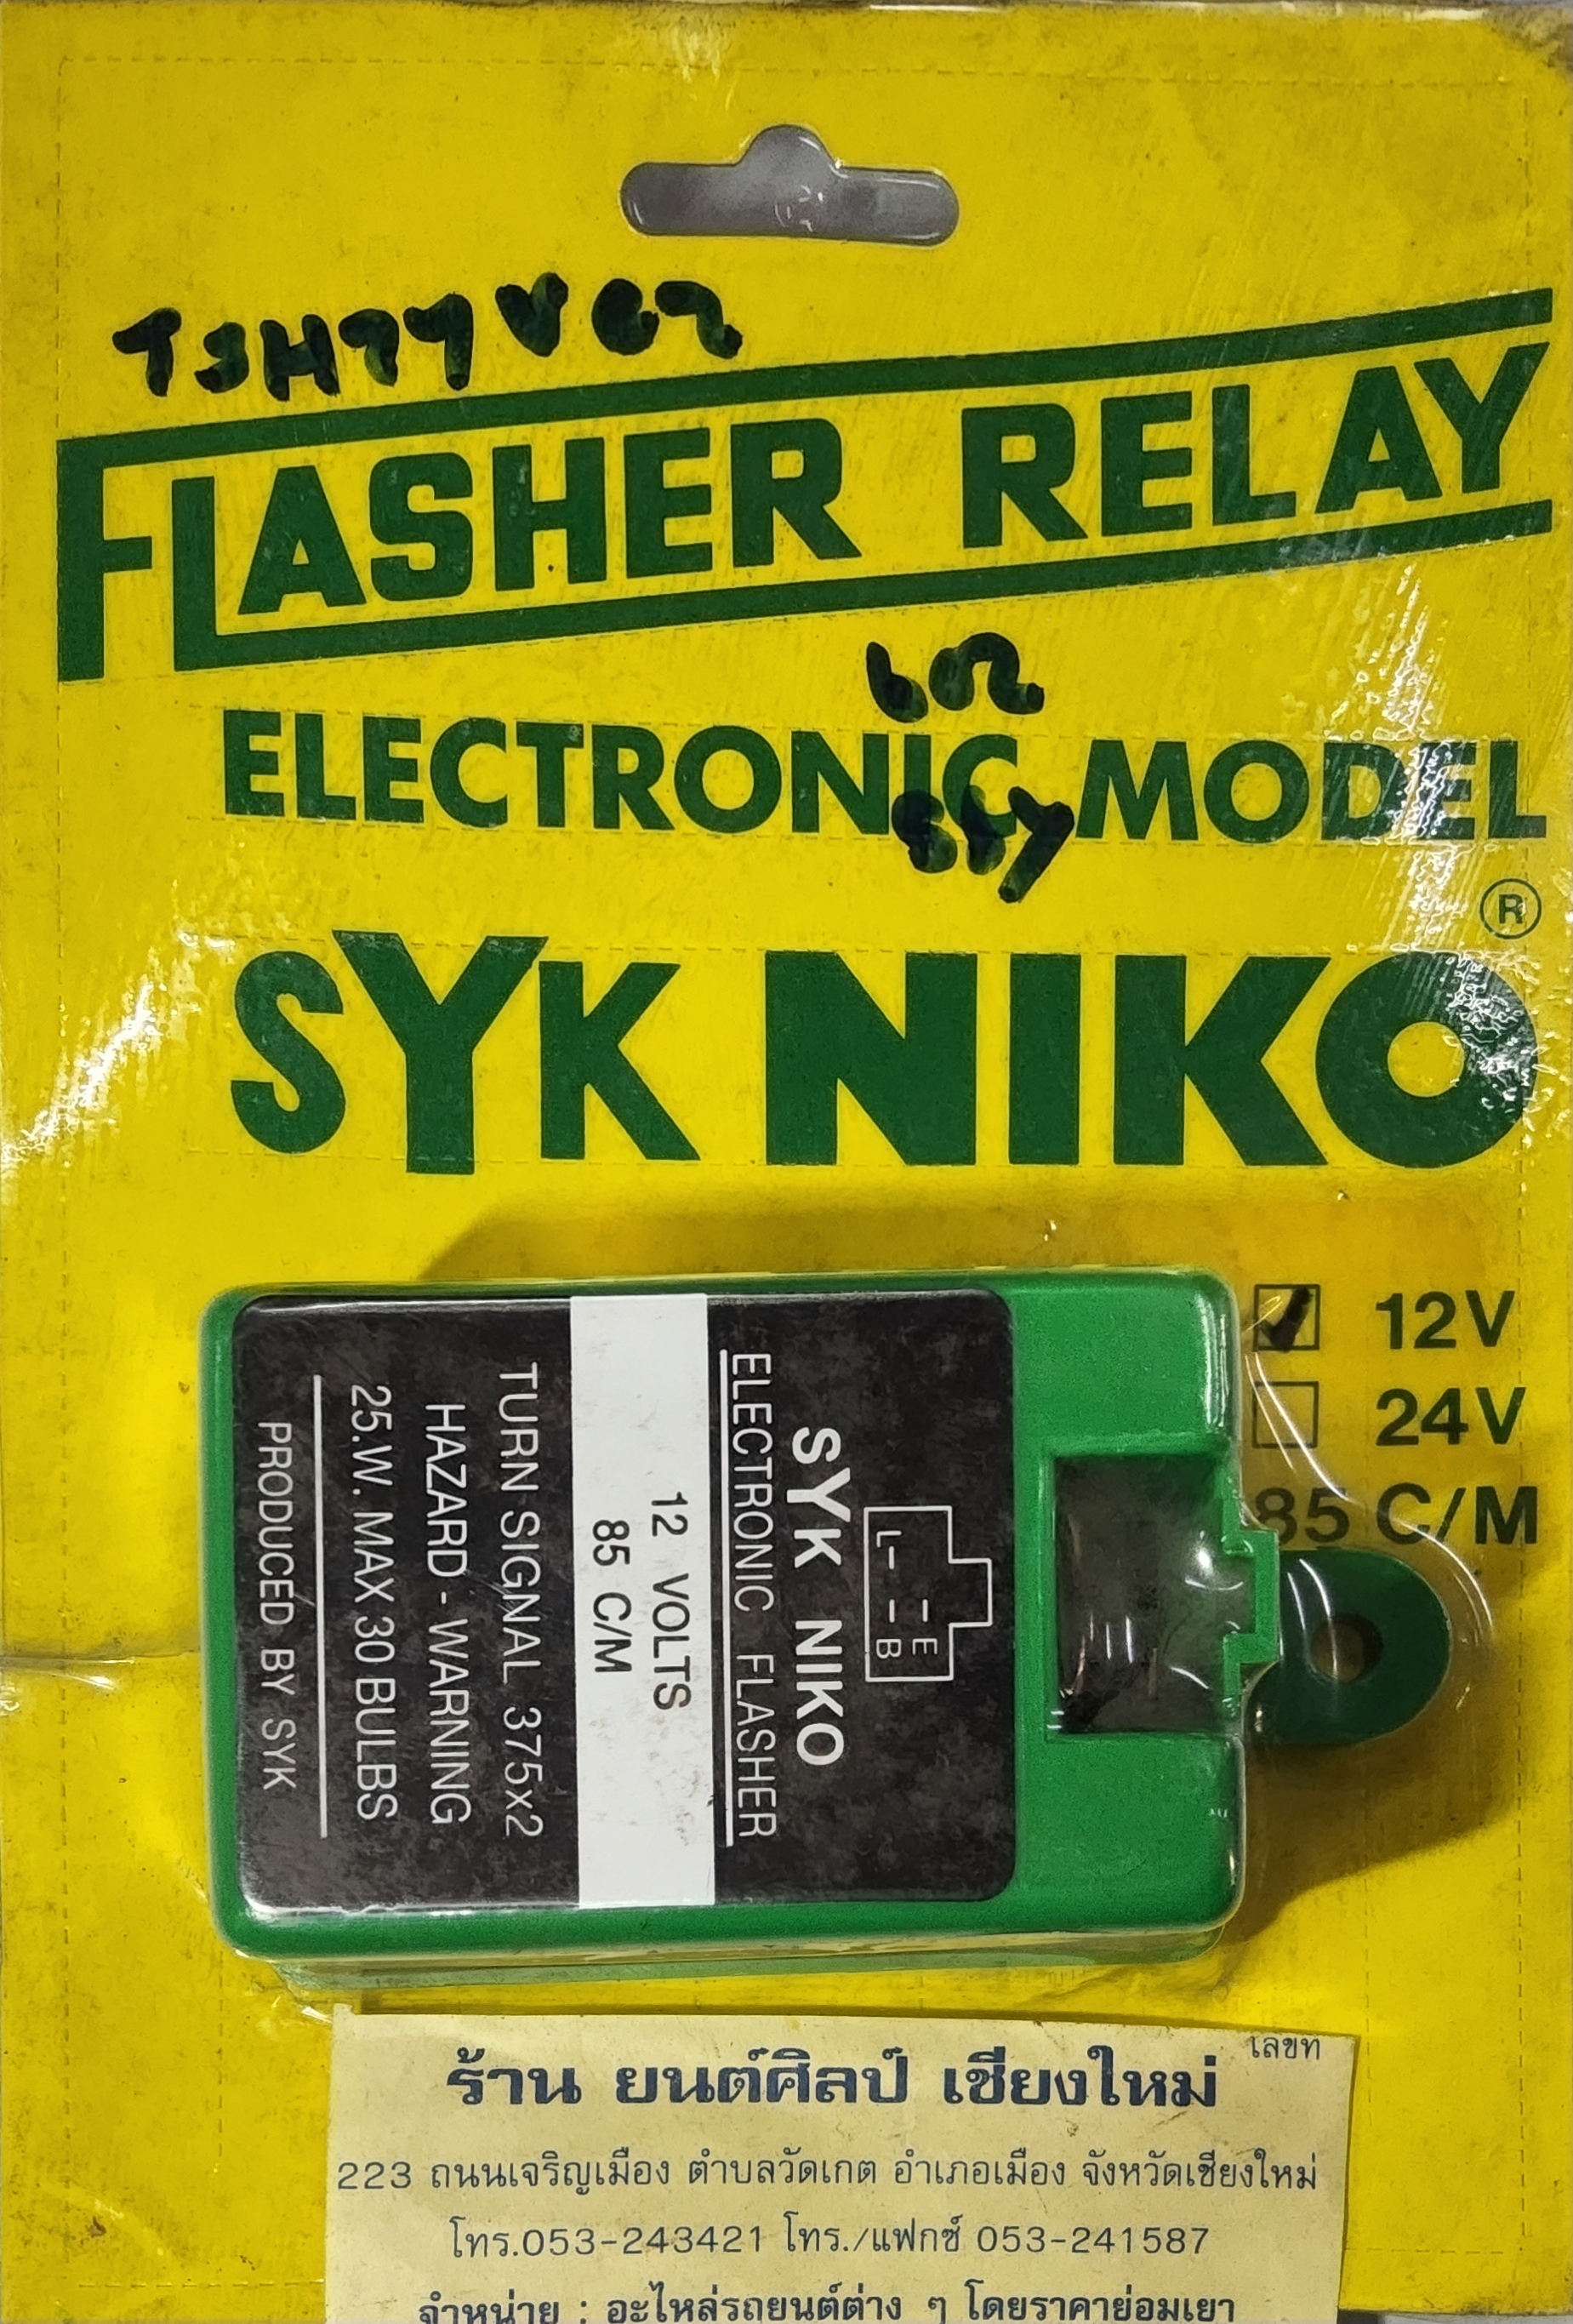 FLASHER RELAY
ELECTRONIC MODEL
®
SYK NIKO
12V
24V
85 C/M
L B E
SYK NIKO
ELECTRONIC FLASHER
12 VOLTS
85 C/M
TURN SIGNAL 375x2
HAZARD - WARNING
25.W. MAX 30 BULBS
PRODUCED BY SYK
เลขที่
ร้าน ยนต์ศิลป์ เชียงใหม่
223 ถนนเจริญเมือง ตำบลวัดเกต อำเภอเมือง จังหวัดเชียงใหม่
โทร.053-243421 โทร./แฟกซ์ 053-241587
จำหน่าย : อะไหล่รถยนต์ต่าง ๆ โดยราคาย่อมเยา